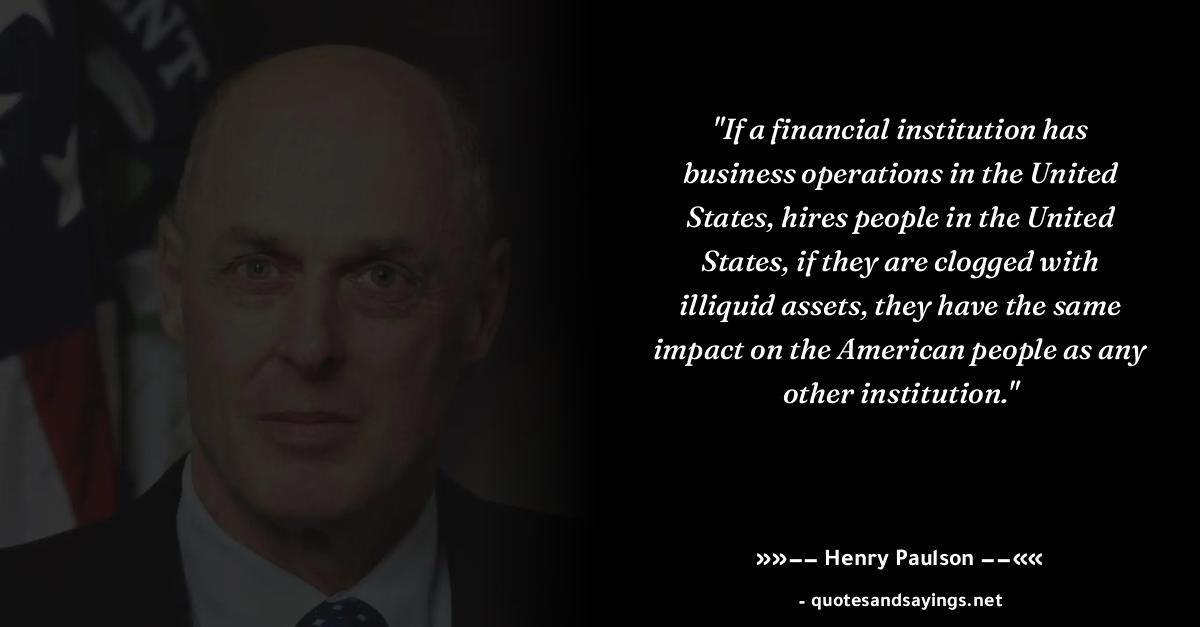 "If a financial institution has
business operations in the United
States, hires people in the United
States, if they are clogged with
illiquid assets, they have the same
impact on the American people as any
other institution."
»»–– Henry Paulson ––««
- quotesandsayings.net